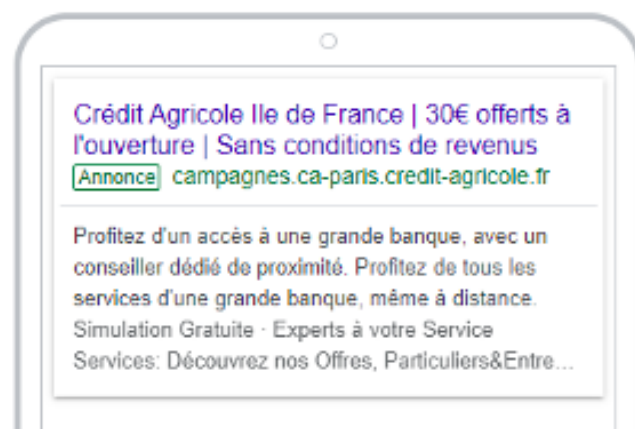 Crédit Agricole Ile de France | 30€ offerts à
l'ouverture | Sans conditions de revenus
Annonce campagnes.ca-paris.credit-agricole.fr
Profitez d'un accès à une grande banque, avec un
conseiller dédié de proximité. Profitez de tous les
services d'une grande banque, même à distance.
Simulation Gratuite · Experts à votre Service
Services: Découvrez nos Offres, Particuliers&Entre...